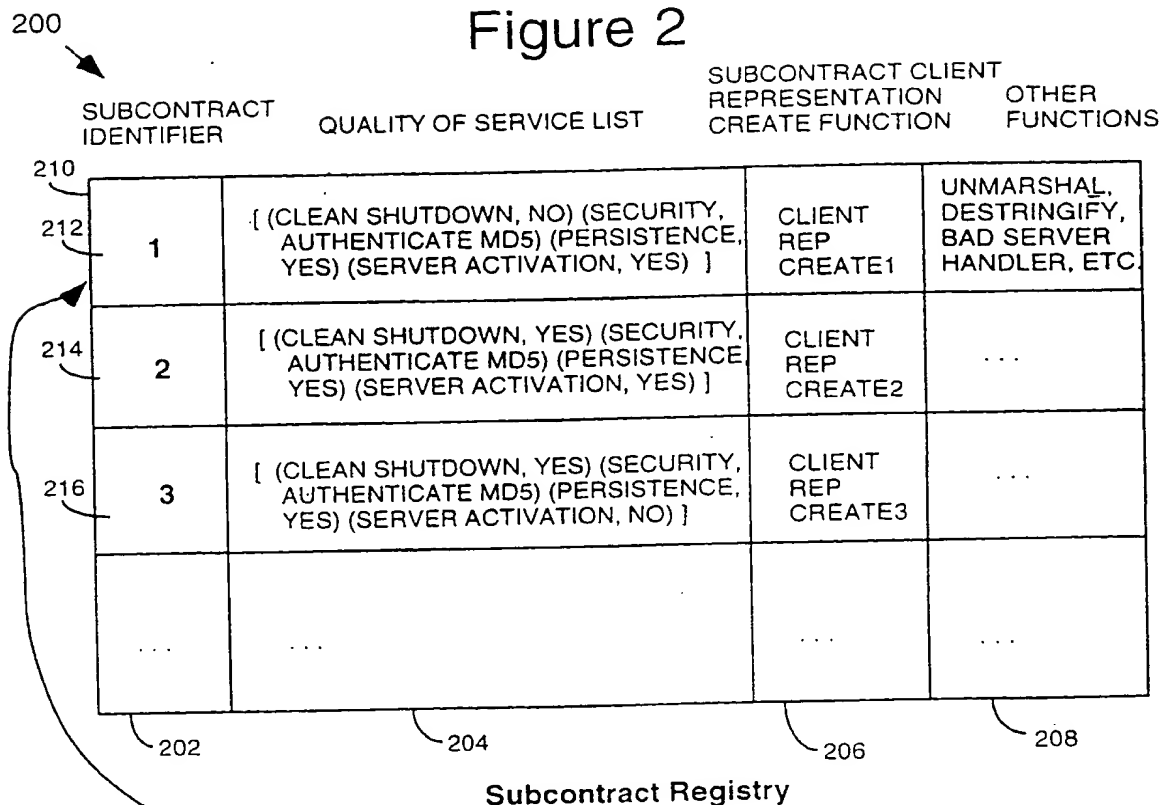 Figure 2
200
SUBCONTRACT
IDENTIFIER
QUALITY OF SERVICE LIST
SUBCONTRACT CLIENT
REPRESENTATION
CREATE FUNCTION
OTHER
FUNCTIONS
210
212
1
[ (CLEAN SHUTDOWN, NO) (SECURITY,
AUTHENTICATE MD5) (PERSISTENCE,
YES) (SERVER ACTIVATION, YES) ]
CLIENT
REP
CREATE1
UNMARSHAL,
DESTRINGIFY,
BAD SERVER
HANDLER, ETC.
214
2
[ (CLEAN SHUTDOWN, YES) (SECURITY,
AUTHENTICATE MD5) (PERSISTENCE,
YES) (SERVER ACTIVATION, YES) ]
CLIENT
REP
CREATE2
. . .
216
3
[ (CLEAN SHUTDOWN, YES) (SECURITY,
AUTHENTICATE MD5) (PERSISTENCE,
YES) (SERVER ACTIVATION, NO) ]
CLIENT
REP
CREATE3
. . .
. . .
. . .
. . .
. . .
202
204
206
208
Subcontract Registry